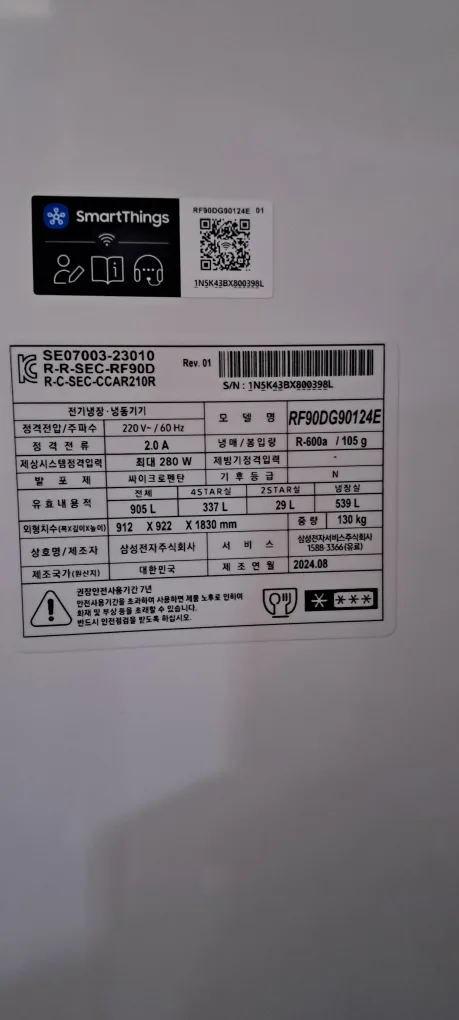 SmartThings
RF90DG90124E 01
1N5K43BX800398L
SE07003-23010
R-R-SEC-RF90D
R-C-SEC-CCAR210R
Rev. 01
S/N : 1N5K43BX800398L
전기냉장·냉동기기
모 델 명 RF90DG90124E
정격전압/주파수 220 V~ / 60 Hz
정 격 전 류 2.0 A
냉매/봉입량 R-600a / 105 g
제상시스템정격입력 최대 280 W
제빙기정격입력 -
발 포 제 싸이크로펜탄
기 후 등 급 N
유효내용적
전체 4STAR실 2STAR실 냉장실
905 L 337 L 29 L 539 L
외형치수(폭X깊이X높이) 912 X 922 X 1830 mm
중 량 130 kg
상호명/제조자 삼성전자주식회사
서 비 스 삼성전자서비스주식회사
1588-3366(유료)
제조국가(원산지) 대한민국
제 조 연 월 2024.08
권장안전사용기간 7년
안전사용기간을 초과하여 사용하면 제품 노후로 인하여
화재 및 부상 등을 초래할 수 있습니다.
반드시 안전점검을 받도록 하십시오.